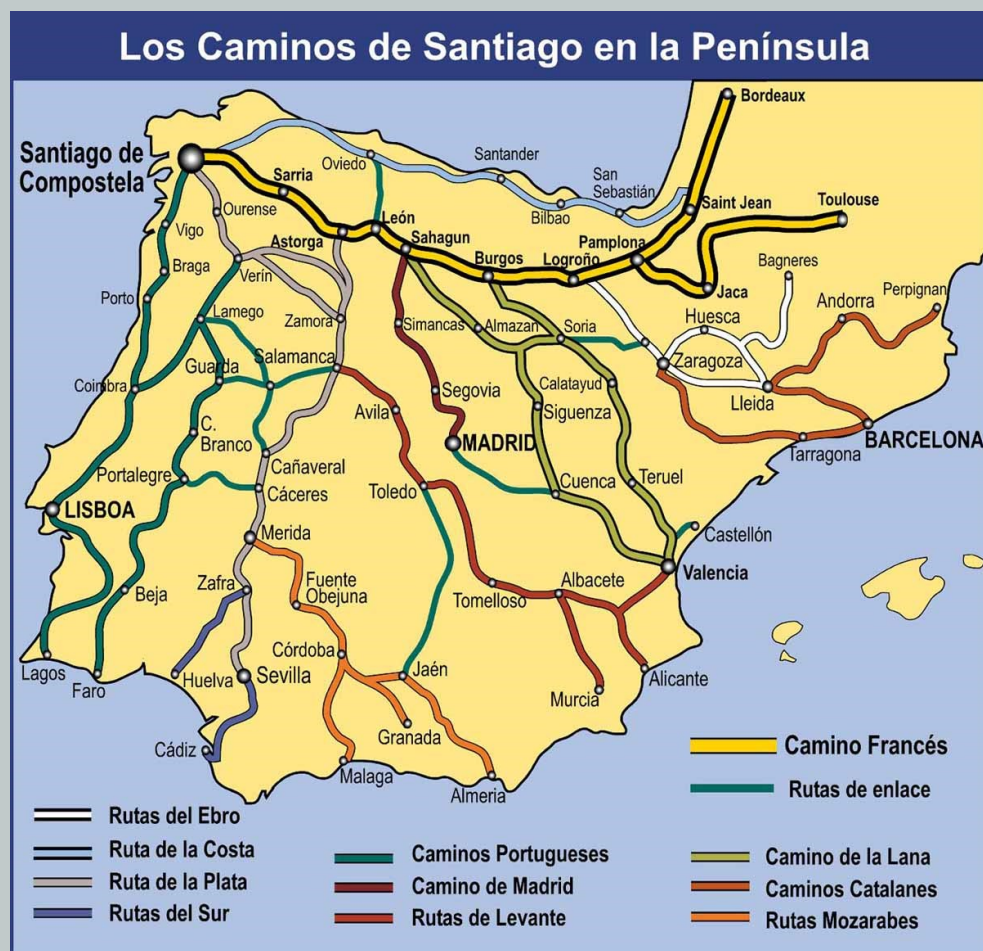 Los Caminos de Santiago en la Península
Bordeaux
Santiago de
Compostela
Oviedo
Santander
San
Sebastián
Bilbao
Sarria
Saint Jean
Toulouse
Ourense
Vigo
Astorga
León
Sahagun
Pamplona
Burgos
Logroño
Jaca
Bagneres
Braga
Verín
Porto
Lamego
Zamora
Simancas
Almazan
Soria
Huesca
Andorra
Perpignan
Coimbra
Guarda
Salamanca
Zaragoza
Lleida
Segovia
Calatayud
Siguenza
Avila
C.
Branco
MADRID
BARCELONA
Tarragona
Portalegre
Cañaveral
Cáceres
Toledo
Cuenca
Teruel
LISBOA
Castellón
Merida
Valencia
Zafra
Beja
Fuente
Obejuna
Tomelloso
Albacete
Lagos
Faro
Huelva
Sevilla
Córdoba
Jaén
Murcia
Alicante
Granada
Cádiz
Malaga
Almeria
Camino Francés
Rutas de enlace
Rutas del Ebro
Ruta de la Costa
Ruta de la Plata
Rutas del Sur
Caminos Portugueses
Camino de Madrid
Rutas de Levante
Camino de la Lana
Caminos Catalanes
Rutas Mozarabes